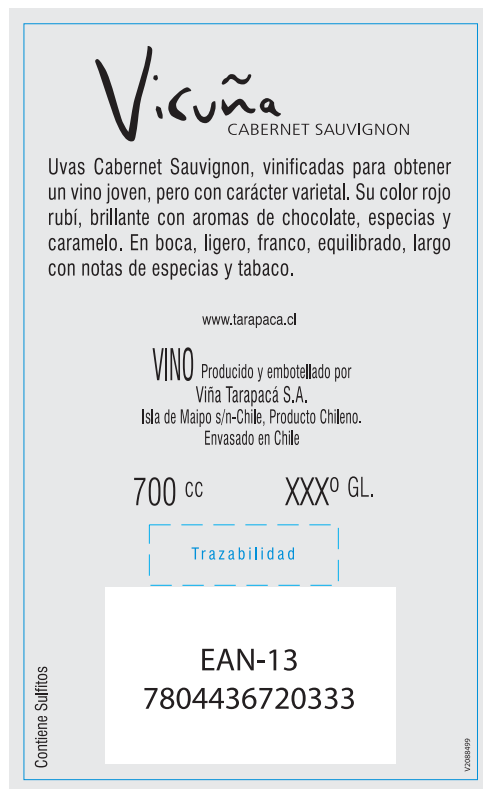 Vicuña
CABERNET SAUVIGNON
Uvas Cabernet Sauvignon, vinificadas para obtener
un vino joven, pero con carácter varietal. Su color rojo
rubí, brillante con aromas de chocolate, especias y
caramelo. En boca, ligero, franco, equilibrado, largo
con notas de especias y tabaco.
www.tarapaca.cl
VINO Producido y embotellado por
Viña Tarapacá S.A.
Isla de Maipo s/n-Chile, Producto Chileno.
Envasado en Chile
700 cc XXXº GL.
Trazabilidad
EAN-13
7804436720333
Contiene Sulfitos
V2088499